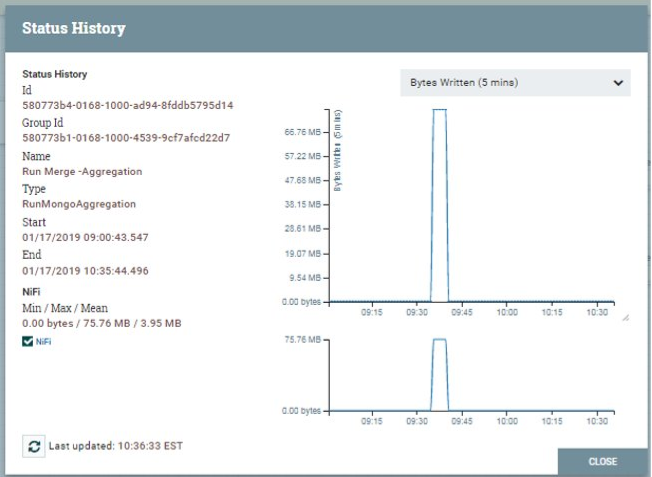 Status History
Status History
Id
580773b4-0168-1000-ad94-8fddb5795d14
Group Id
580773b1-0168-1000-4539-9cf7afcd22d7
Name
Run Merge -Aggregation
Type
RunMongoAggregation
Start
01/17/2019 09:00:43.547
End
01/17/2019 10:35:44.496
NiFi
Min / Max / Mean
0.00 bytes / 75.76 MB / 3.95 MB
NiFi
Last updated: 10:36:33 EST
Bytes Written (5 mins)
Bytes Written (5 mins)
66.76 MB
57.22 MB
47.68 MB
38.15 MB
28.61 MB
19.07 MB
9.54 MB
0.00 bytes
09:15 09:30 09:45 10:00 10:15 10:30
75.76 MB
0.00 bytes
09:15 09:30 09:45 10:00 10:15 10:30
CLOSE